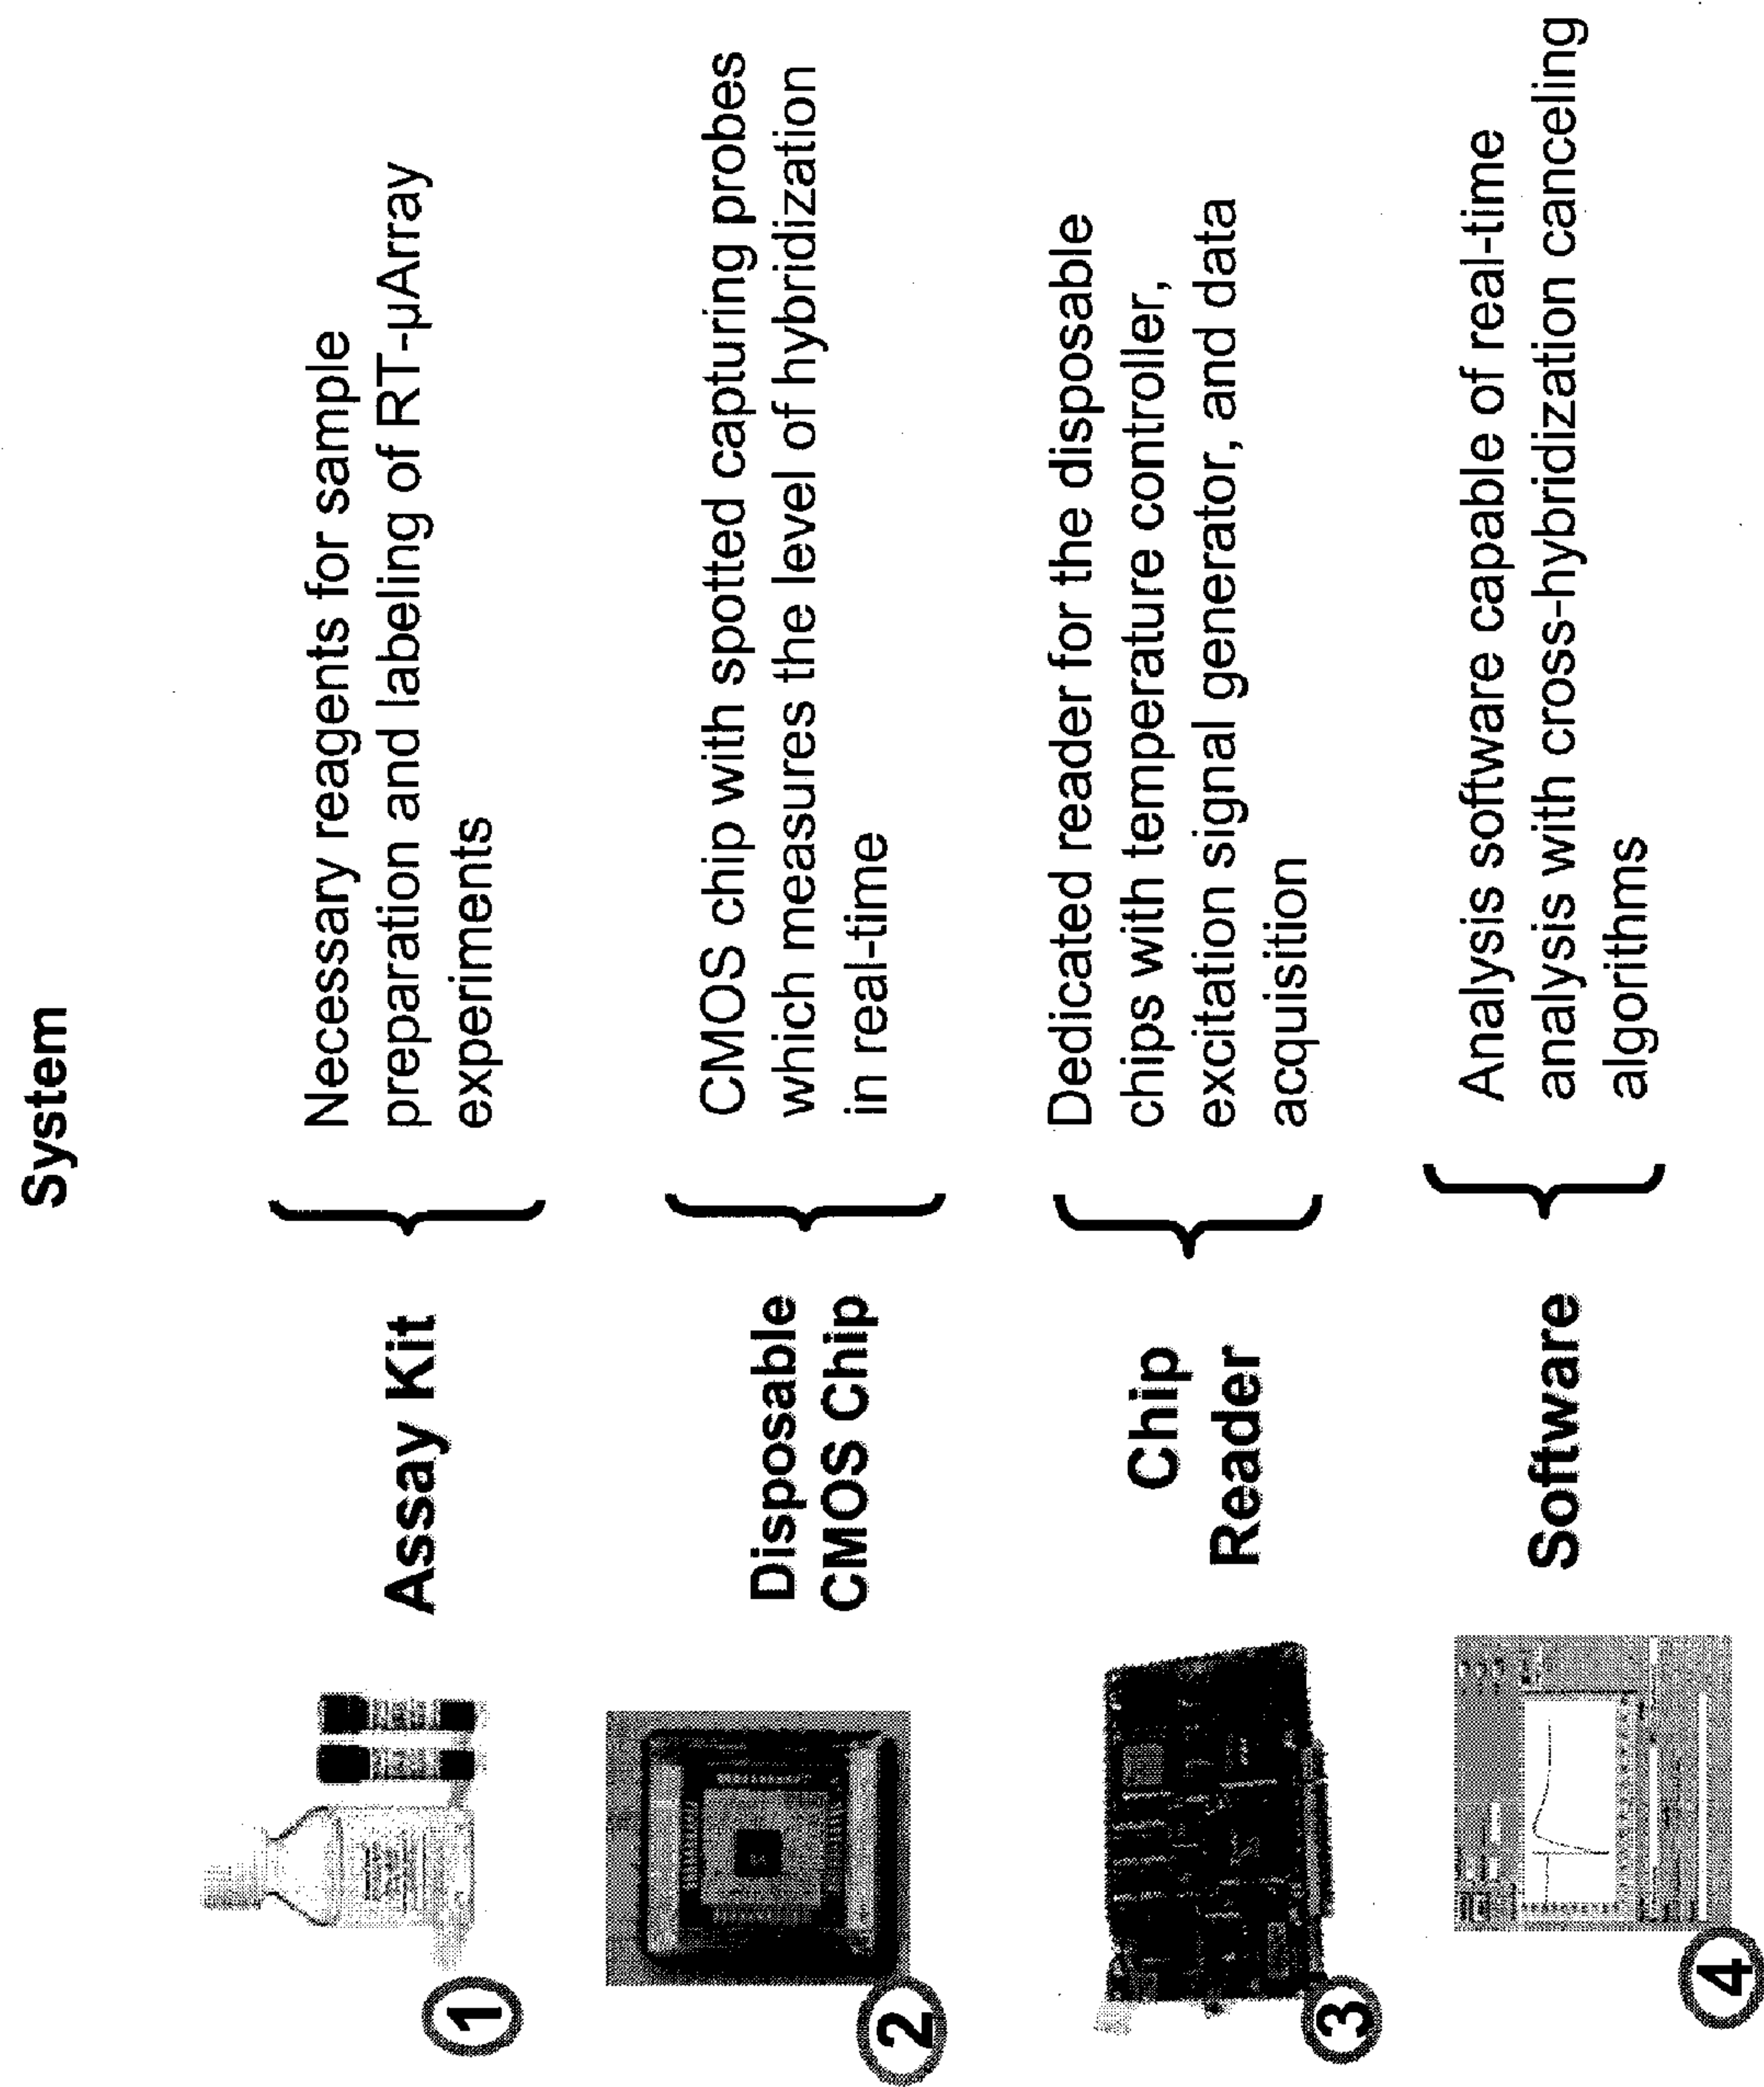 System
1
Assay Kit
Necessary reagents for sample
preparation and labeling of RT-µArray
experiments
2
Disposable
CMOS Chip
CMOS chip with spotted capturing probes
which measures the level of hybridization
in real-time
3
Chip
Reader
Dedicated reader for the disposable
chips with temperature controller,
excitation signal generator, and data
acquisition
4
Software
Analysis software capable of real-time
analysis with cross-hybridization canceling
algorithms